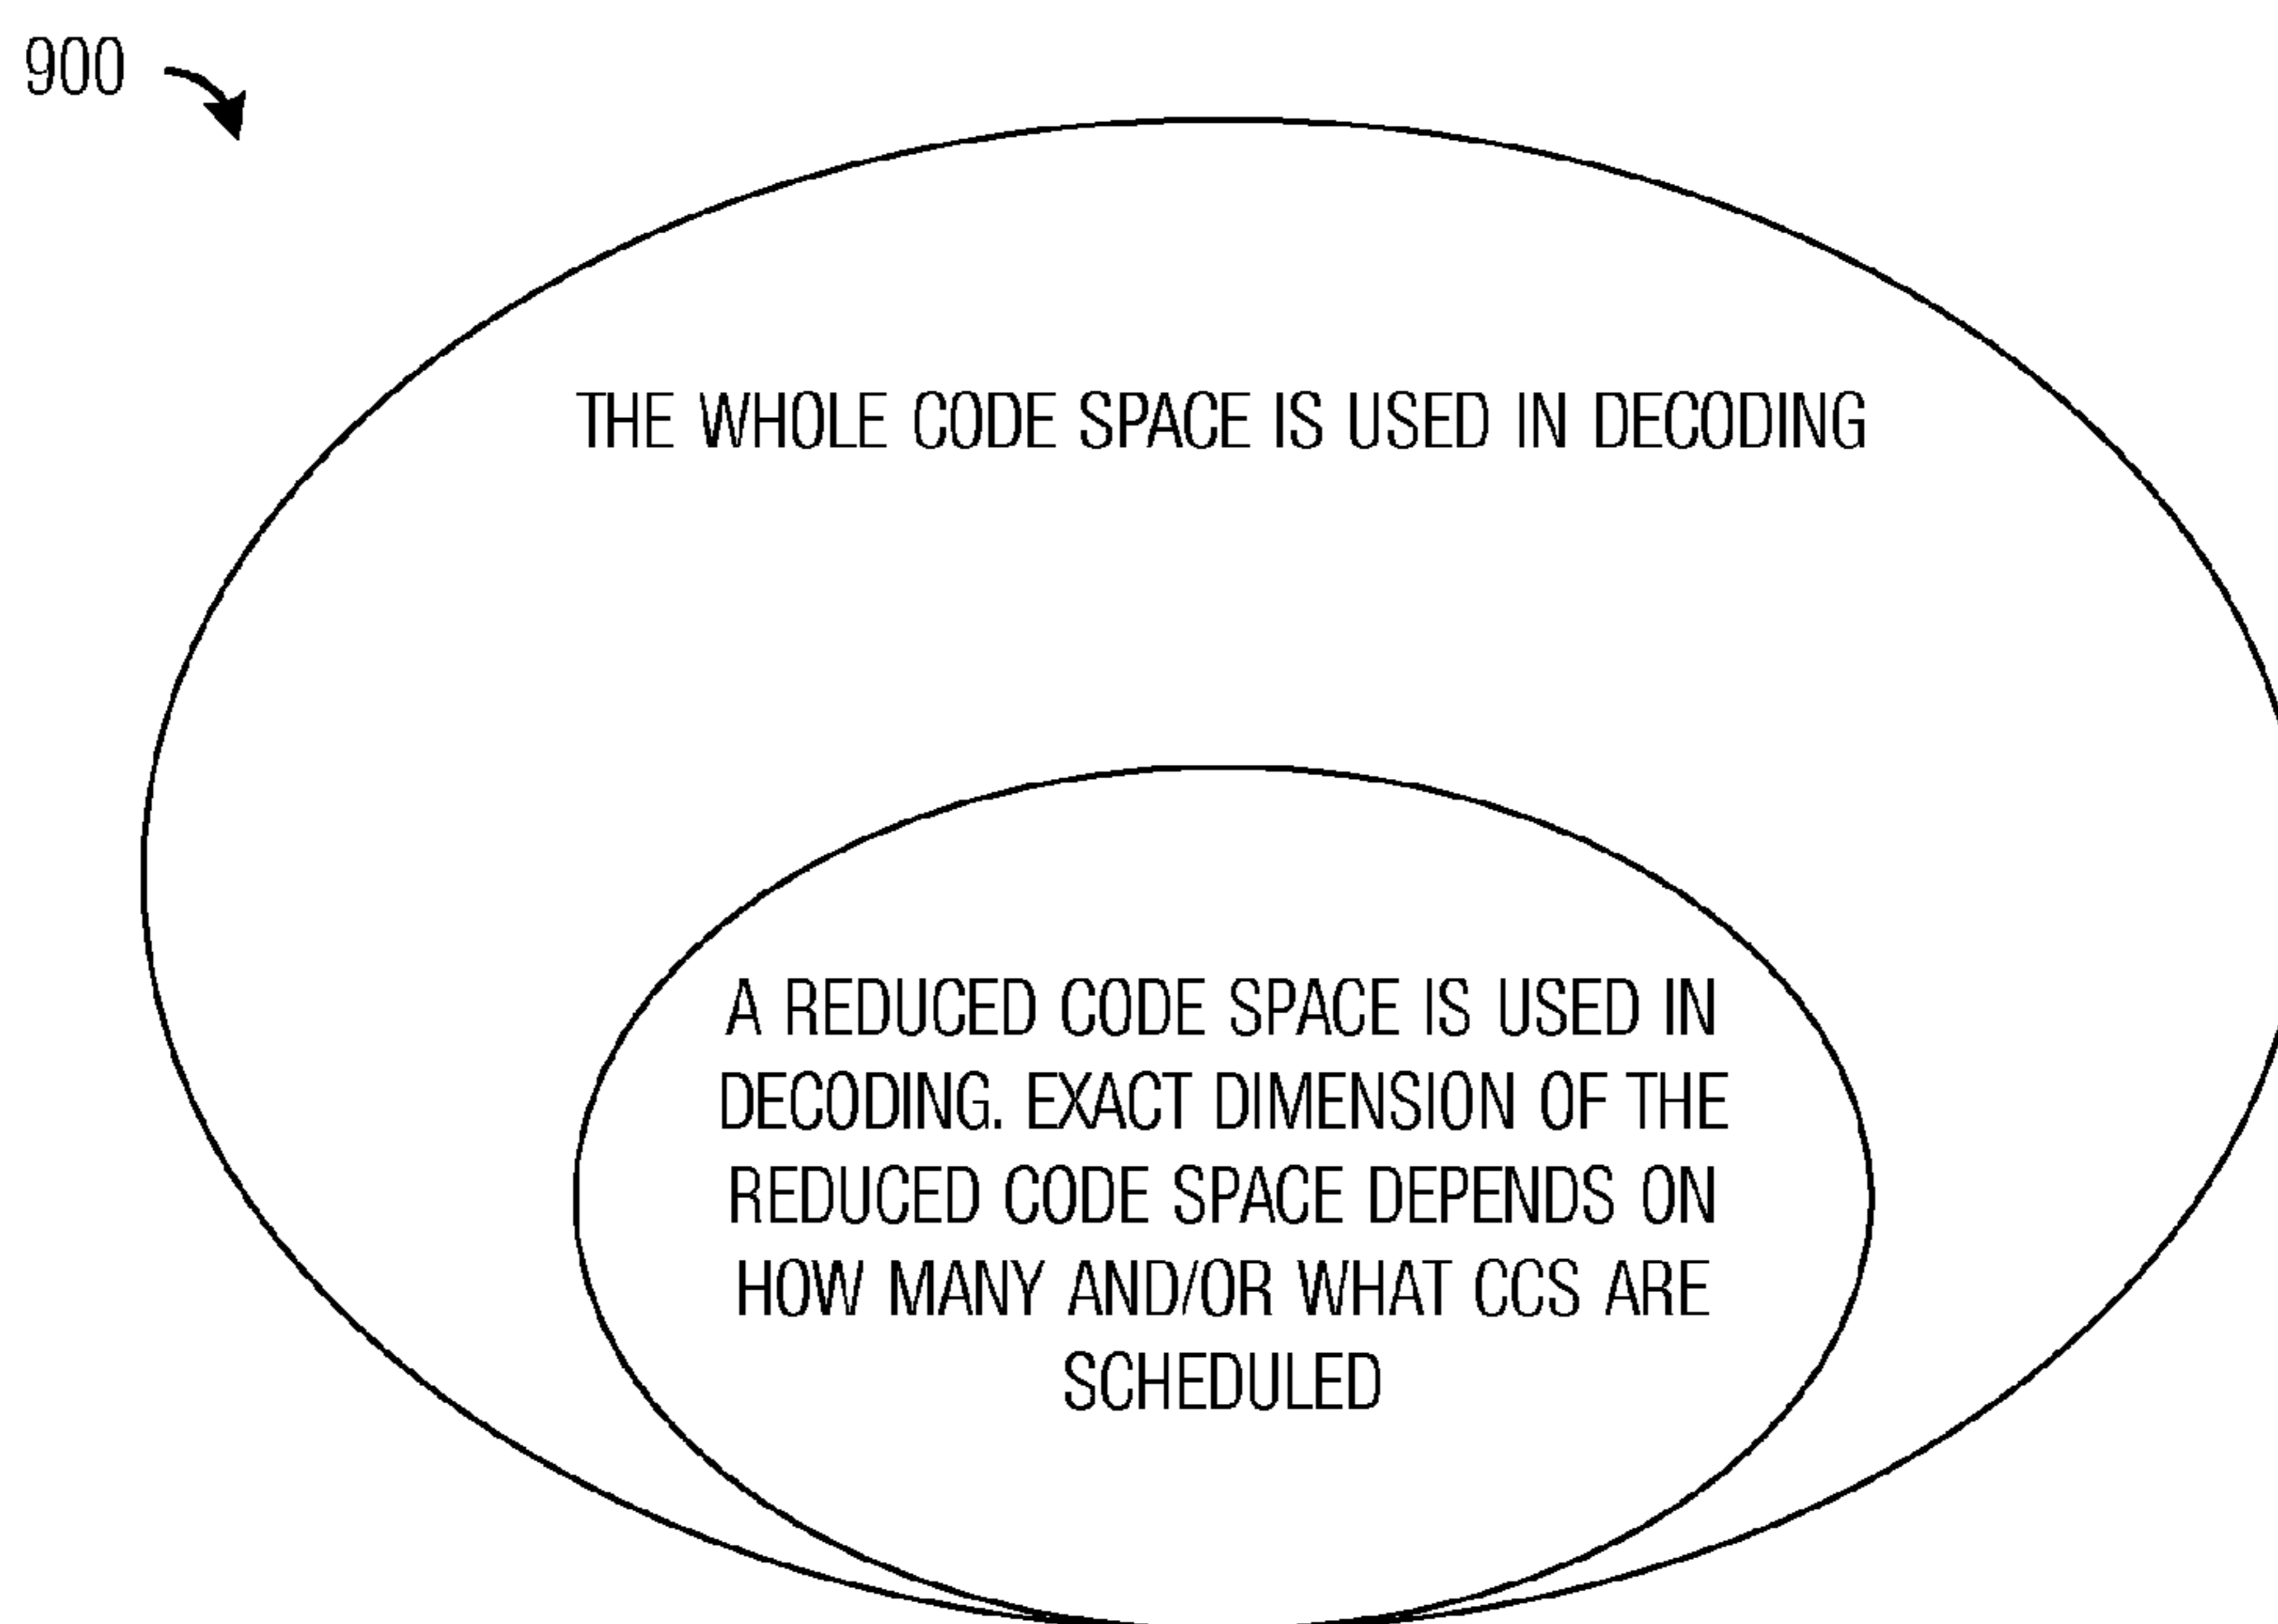 900
THE WHOLE CODE SPACE IS USED IN DECODING
A REDUCED CODE SPACE IS USED IN
DECODING. EXACT DIMENSION OF THE
REDUCED CODE SPACE DEPENDS ON
HOW MANY AND/OR WHAT CCS ARE
SCHEDULED